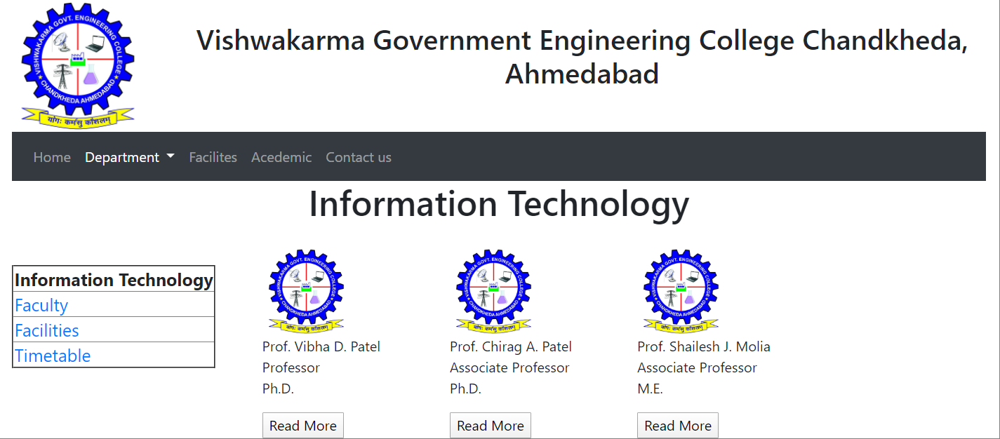 VISHWAKARMA GOVT. ENGINEERING COLLEGE
CHANDKHEDA AHMEDABAD
योगः कर्मसु कौशलम्
Vishwakarma Government Engineering College Chandkheda,
Ahmedabad
Home Department Facilites Acedemic Contact us
Information Technology
Information Technology
Faculty
Facilities
Timetable
VISHWAKARMA GOVT. ENGINEERING COLLEGE
CHANDKHEDA AHMEDABAD
योगः कर्मसु कौशलम्
Prof. Vibha D. Patel
Professor
Ph.D.
Read More
VISHWAKARMA GOVT. ENGINEERING COLLEGE
CHANDKHEDA AHMEDABAD
योगः कर्मसु कौशलम्
Prof. Chirag A. Patel
Associate Professor
Ph.D.
Read More
VISHWAKARMA GOVT. ENGINEERING COLLEGE
CHANDKHEDA AHMEDABAD
योगः कर्मसु कौशलम्
Prof. Shailesh J. Molia
Associate Professor
M.E.
Read More